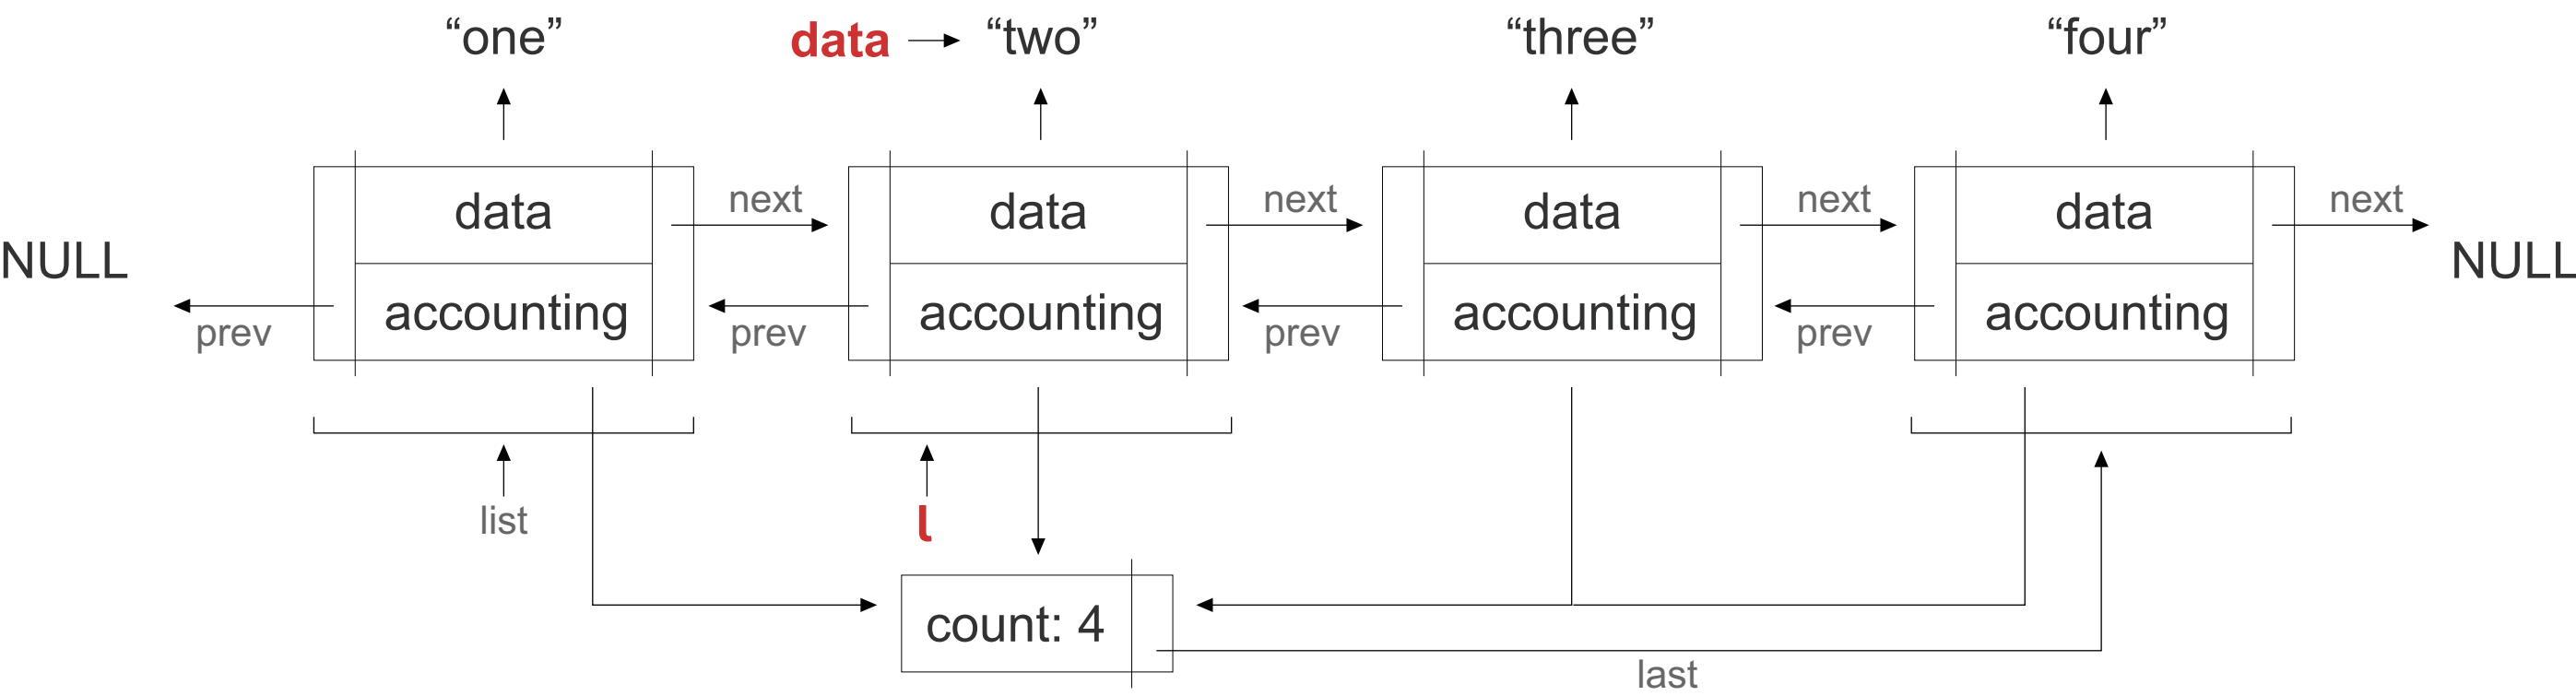 “one” data “two” “three” “four”
data next data next data next data next
NULL NULL
accounting accounting accounting accounting
prev prev prev prev
list l
count: 4
last